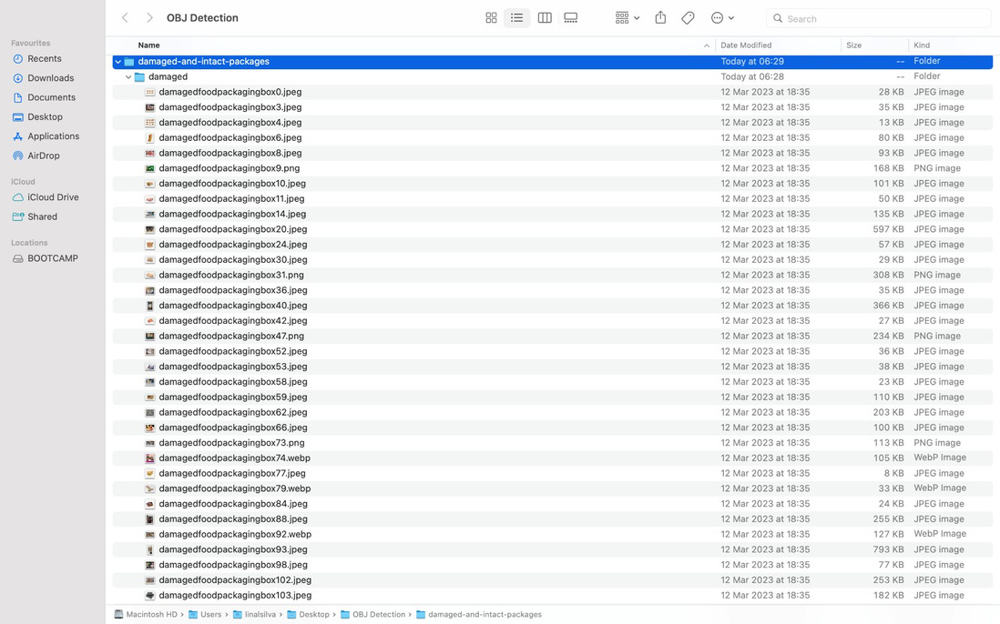 OBJ Detection
Search
Favourites
Recents
Downloads
Documents
Desktop
Applications
AirDrop
iCloud
iCloud Drive
Shared
Locations
BOOTCAMP
Name Date Modified Size Kind
damaged-and-intact-packages Today at 06:29 -- Folder
damaged Today at 06:28 -- Folder
damagedfoodpackagingbox0.jpeg 12 Mar 2023 at 18:35 28 KB JPEG image
damagedfoodpackagingbox3.jpeg 12 Mar 2023 at 18:35 35 KB JPEG image
damagedfoodpackagingbox4.jpeg 12 Mar 2023 at 18:35 13 KB JPEG image
damagedfoodpackagingbox6.jpeg 12 Mar 2023 at 18:35 80 KB JPEG image
damagedfoodpackagingbox8.jpeg 12 Mar 2023 at 18:35 93 KB JPEG image
damagedfoodpackagingbox9.png 12 Mar 2023 at 18:35 168 KB PNG image
damagedfoodpackagingbox10.jpeg 12 Mar 2023 at 18:35 101 KB JPEG image
damagedfoodpackagingbox11.jpeg 12 Mar 2023 at 18:35 50 KB JPEG image
damagedfoodpackagingbox14.jpeg 12 Mar 2023 at 18:35 135 KB JPEG image
damagedfoodpackagingbox20.jpeg 12 Mar 2023 at 18:35 597 KB JPEG image
damagedfoodpackagingbox24.jpeg 12 Mar 2023 at 18:35 57 KB JPEG image
damagedfoodpackagingbox30.jpeg 12 Mar 2023 at 18:35 29 KB JPEG image
damagedfoodpackagingbox31.png 12 Mar 2023 at 18:35 308 KB PNG image
damagedfoodpackagingbox36.jpeg 12 Mar 2023 at 18:35 35 KB JPEG image
damagedfoodpackagingbox40.jpeg 12 Mar 2023 at 18:35 366 KB JPEG image
damagedfoodpackagingbox42.jpeg 12 Mar 2023 at 18:35 27 KB JPEG image
damagedfoodpackagingbox47.png 12 Mar 2023 at 18:35 234 KB PNG image
damagedfoodpackagingbox52.jpeg 12 Mar 2023 at 18:35 36 KB JPEG image
damagedfoodpackagingbox53.jpeg 12 Mar 2023 at 18:35 38 KB JPEG image
damagedfoodpackagingbox58.jpeg 12 Mar 2023 at 18:35 23 KB JPEG image
damagedfoodpackagingbox59.jpeg 12 Mar 2023 at 18:35 110 KB JPEG image
damagedfoodpackagingbox62.jpeg 12 Mar 2023 at 18:35 203 KB JPEG image
damagedfoodpackagingbox66.jpeg 12 Mar 2023 at 18:35 100 KB JPEG image
damagedfoodpackagingbox73.png 12 Mar 2023 at 18:35 113 KB PNG image
damagedfoodpackagingbox74.webp 12 Mar 2023 at 18:35 105 KB WebP Image
damagedfoodpackagingbox77.jpeg 12 Mar 2023 at 18:35 8 KB JPEG image
damagedfoodpackagingbox79.webp 12 Mar 2023 at 18:35 33 KB WebP Image
damagedfoodpackagingbox84.jpeg 12 Mar 2023 at 18:35 24 KB JPEG image
damagedfoodpackagingbox88.jpeg 12 Mar 2023 at 18:35 255 KB JPEG image
damagedfoodpackagingbox92.webp 12 Mar 2023 at 18:35 127 KB WebP Image
damagedfoodpackagingbox93.jpeg 12 Mar 2023 at 18:35 793 KB JPEG image
damagedfoodpackagingbox98.jpeg 12 Mar 2023 at 18:35 77 KB JPEG image
damagedfoodpackagingbox102.jpeg 12 Mar 2023 at 18:35 253 KB JPEG image
damagedfoodpackagingbox103.jpeg 12 Mar 2023 at 18:35 182 KB JPEG image
Macintosh HD › Users › linalsilva › Desktop › OBJ Detection › damaged-and-intact-packages